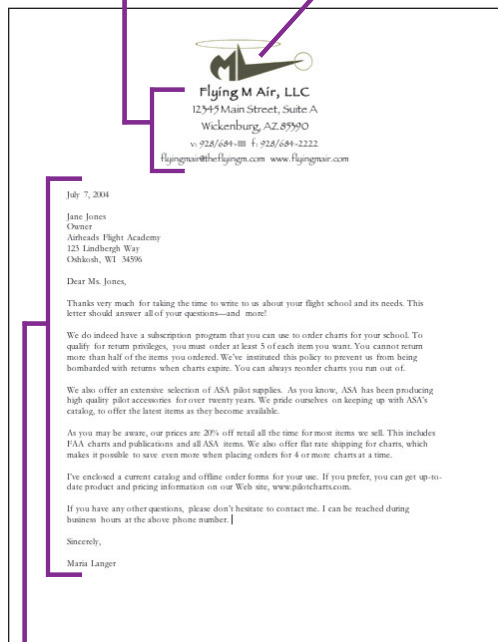 Flying M Air, LLC
12345 Main Street, Suite A
Wickenburg, AZ 85390
v: 928/684-1111 f: 928/684-2222
flyingmair@theflyingm.com www.flyingmair.com
July 7, 2004
Jane Jones
Owner
Airheads Flight Academy
123 Lindbergh Way
Oshkosh, WI 34596
Dear Ms. Jones,
Thanks very much for taking the time to write to us about your flight school and its needs. This
letter should answer all of your questions—and more!
We do indeed have a subscription program that you can use to order charts for your school. To
qualify for return privileges, you must order at least 5 of each item you want. You cannot return
more than half of the items you ordered. We've instituted this policy to prevent us from being
bombarded with returns when charts expire. You can always reorder charts you run out of.
We also offer an extensive selection of ASA pilot supplies. As you know, ASA has been producing
high quality pilot accessories for over twenty years. We pride ourselves on keeping up with ASA's
catalog, to offer the latest items as they become available.
As you may be aware, our prices are 20% off retail all the time for most items we sell. This includes
FAA charts and publications and all ASA items. We also offer flat rate shipping for charts, which
makes it possible to save even more when placing orders for 4 or more charts at a time.
I've enclosed a current catalog and offline order forms for your use. If you prefer, you can get up-to-
date product and pricing information on our Web site, www.pilotcharts.com.
If you have any other questions, please don't hesitate to contact me. I can be reached during
business hours at the above phone number.
Sincerely,
Maria Langer